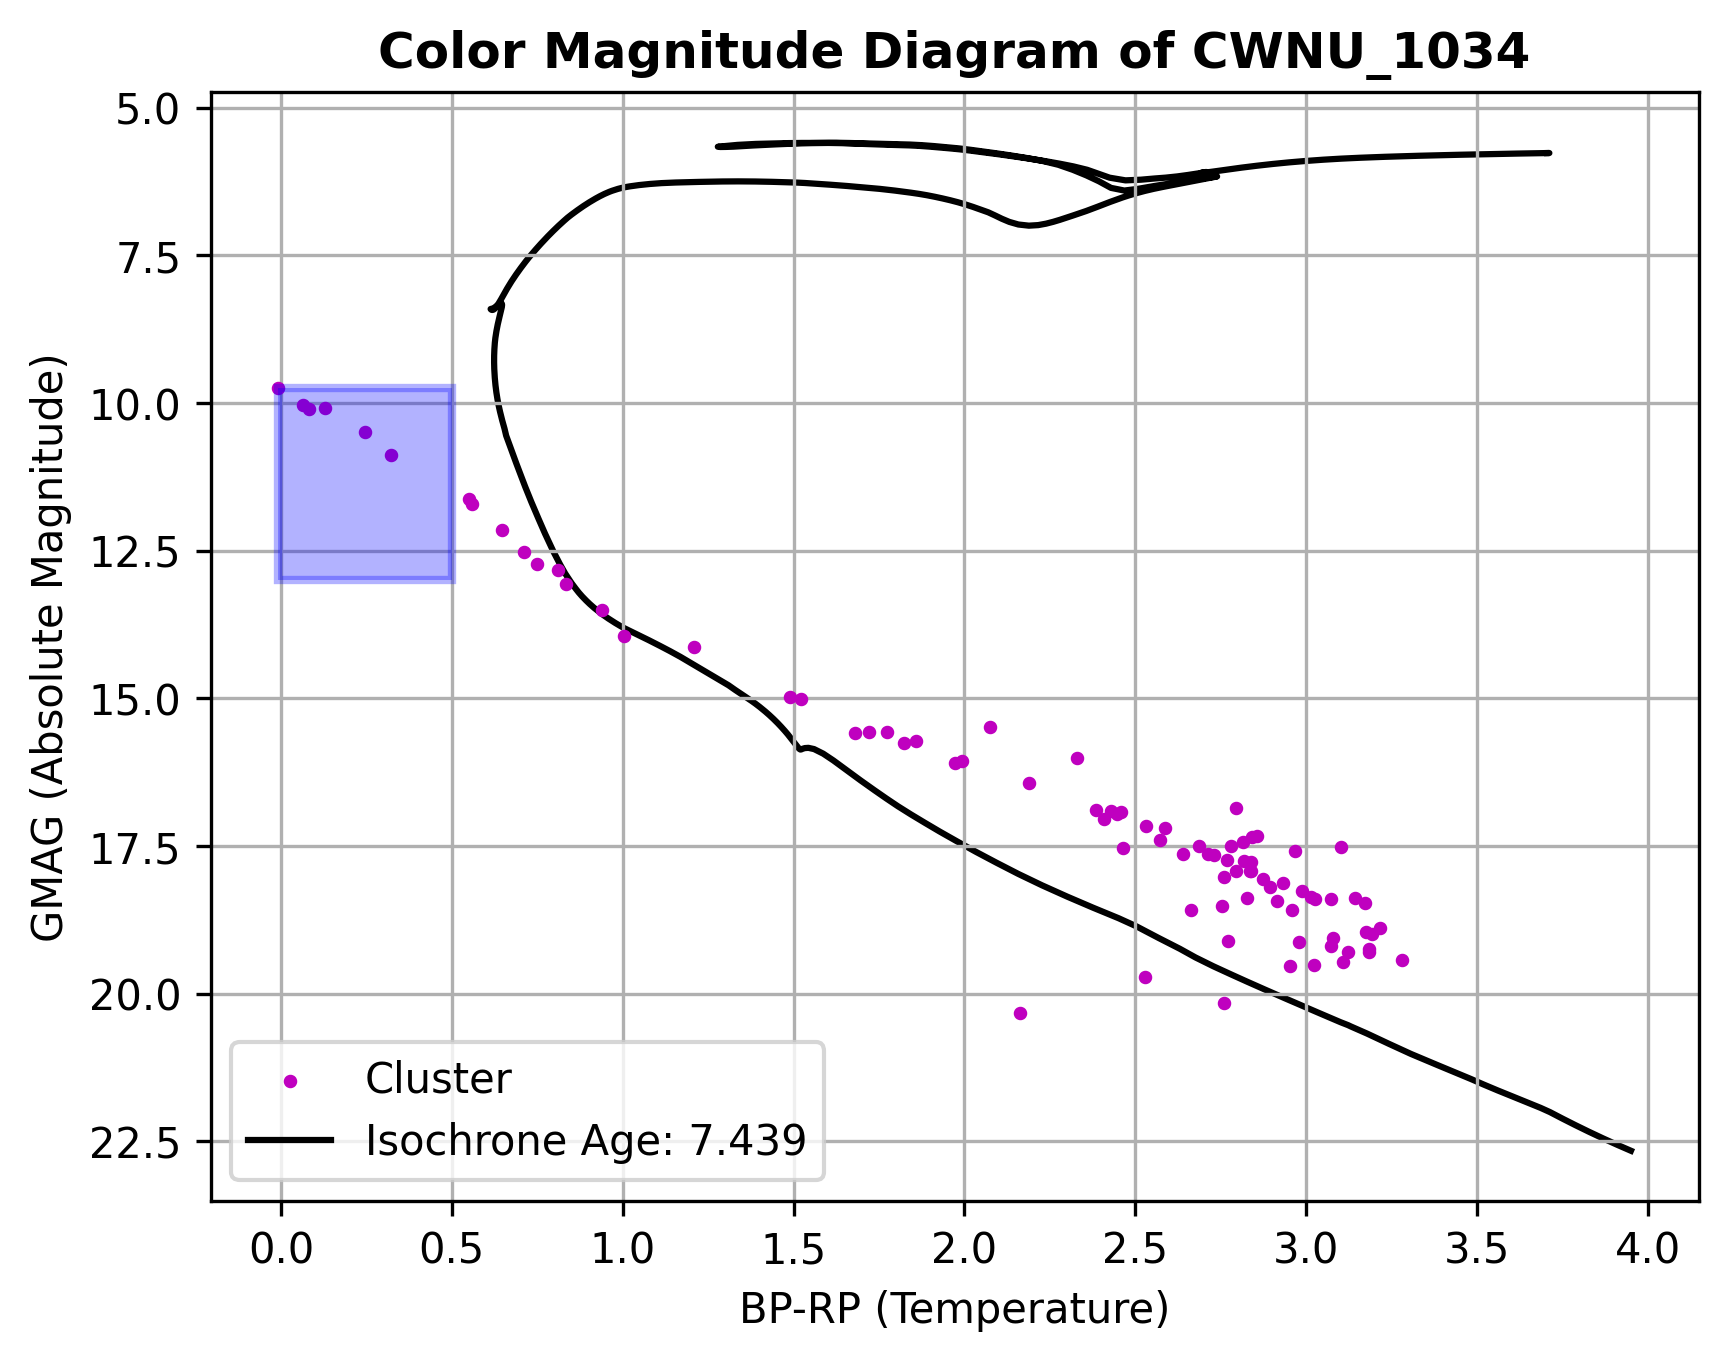 Color Magnitude Diagram of CWNU_1034
GMAG (Absolute Magnitude)
5.0
7.5
10.0
12.5
15.0
17.5
20.0
22.5
Cluster
Isochrone Age: 7.439
0.0 0.5 1.0 1.5 2.0 2.5 3.0 3.5 4.0
BP-RP (Temperature)